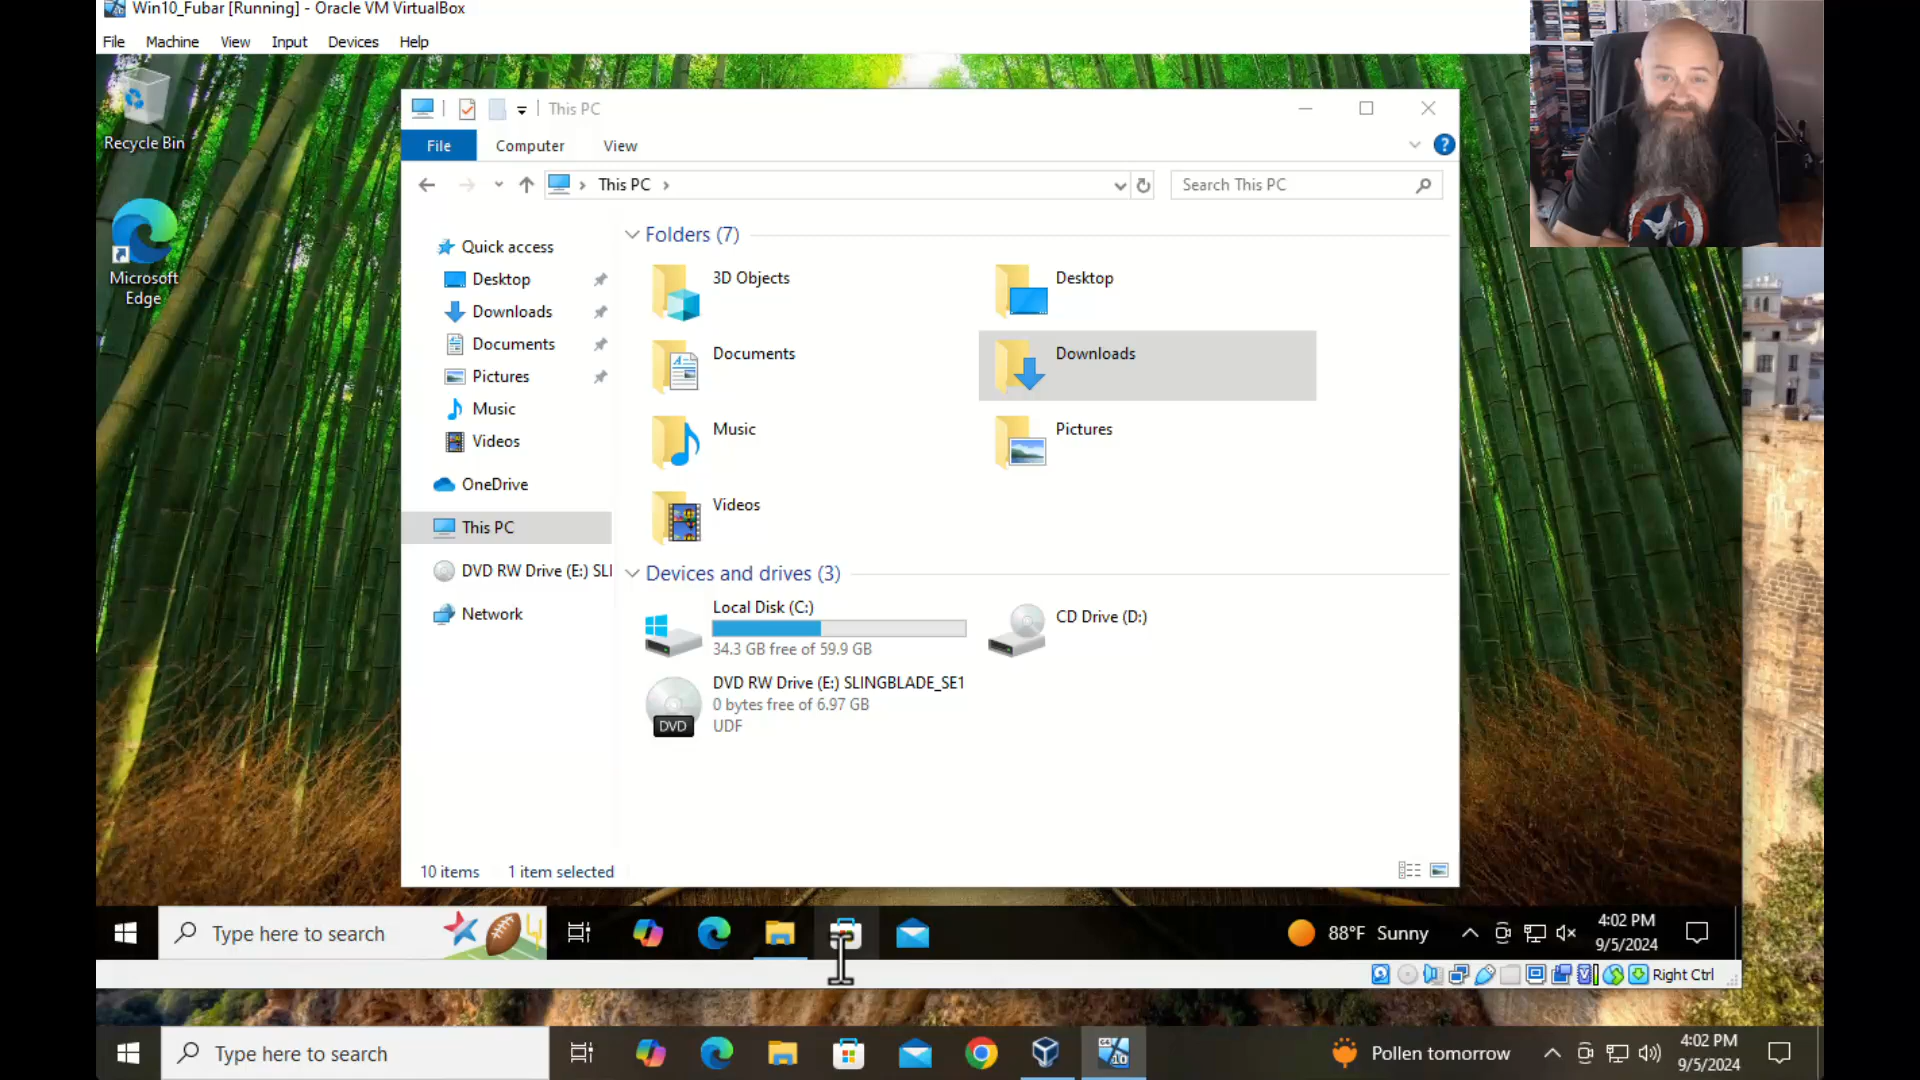 Win10_Fubar [Running] - Oracle VM VirtualBox
File Machine View Input Devices Help
Recycle Bin
Microsoft
Edge
This PC
File Computer View
This PC
Search This PC
Quick access
Desktop
Downloads
Documents
Pictures
Music
Videos
OneDrive
This PC
DVD RW Drive (E:) SLI
Network
Folders (7)
3D Objects
Desktop
Documents
Downloads
Music
Pictures
Videos
Devices and drives (3)
Local Disk (C:)
34.3 GB free of 59.9 GB
CD Drive (D:)
DVD RW Drive (E:) SLINGBLADE_SE1
0 bytes free of 6.97 GB
UDF
DVD
10 items 1 item selected
Type here to search
88°F Sunny
4:02 PM
9/5/2024
Right Ctrl
Type here to search
Pollen tomorrow
4:02 PM
9/5/2024